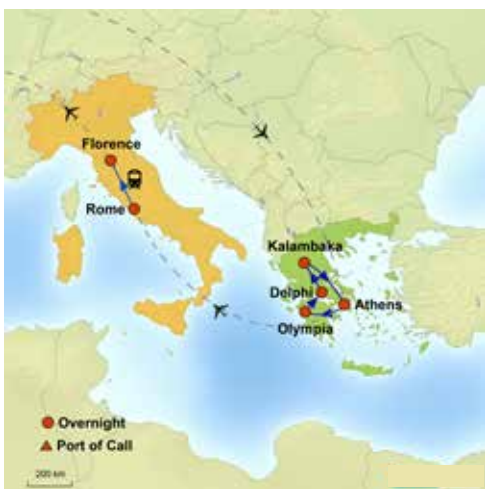 Florence
Rome
Kalambaka
Delphi
Athens
Olympia
Overnight
Port of Call
200 km